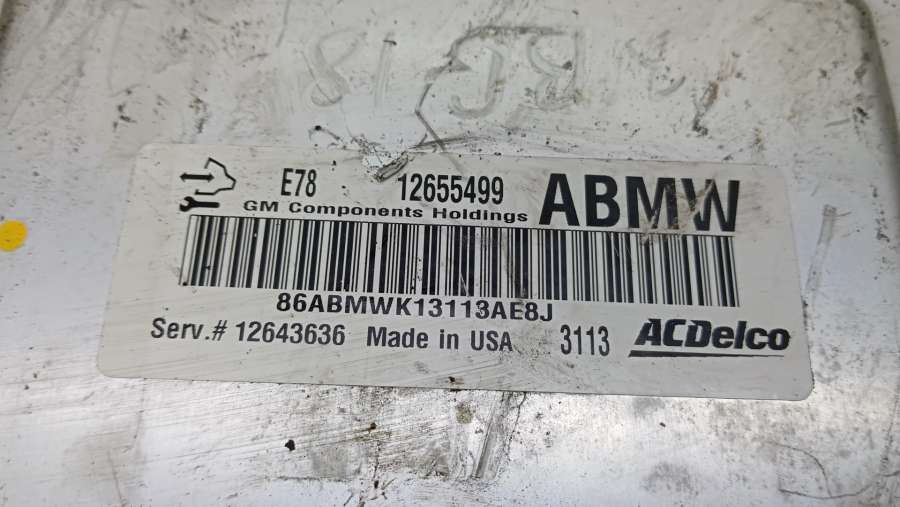 E78 12655499 ABMW
GM Components Holdings
86ABMWK13113AE8J
Serv.# 12643636 Made in USA 3113 ACDelco